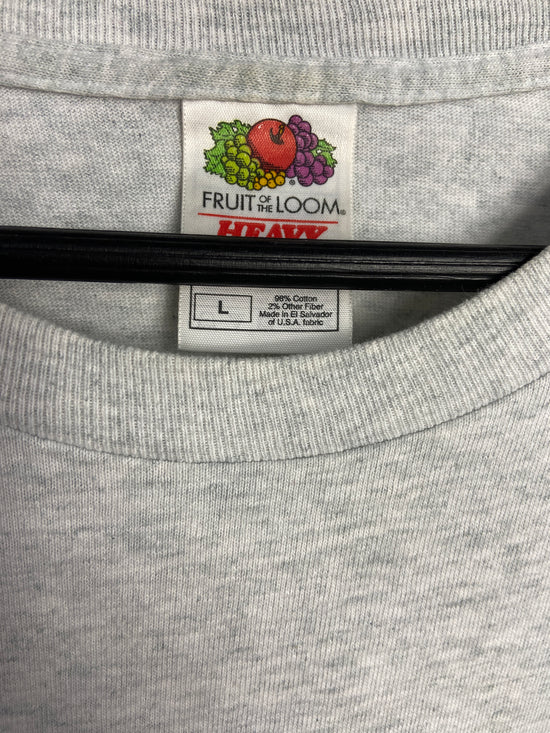 FRUIT OF THE LOOM®
HEAVY
L
98% Cotton
2% Other Fiber
Made in El Salvador
of U.S.A. fabric